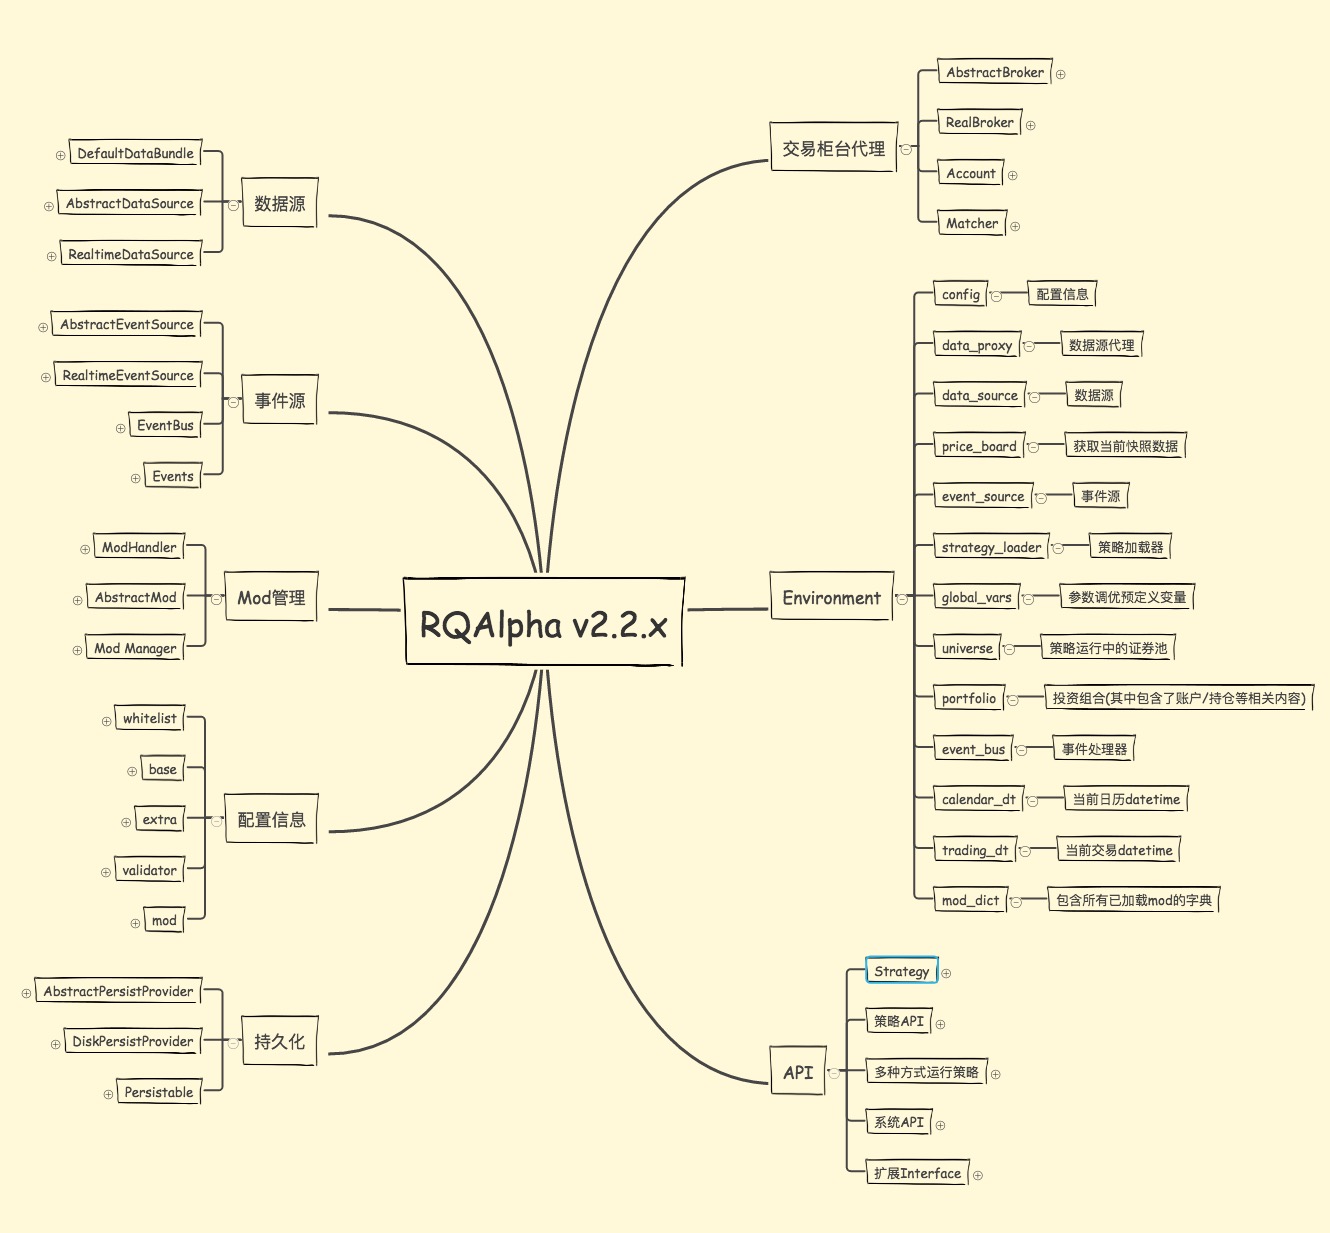 RQAlpha v2.2.x
交易柜台代理
AbstractBroker
RealBroker
Account
Matcher
Environment
config
配置信息
data_proxy
数据源代理
data_source
数据源
price_board
获取当前快照数据
event_source
事件源
strategy_loader
策略加载器
global_vars
参数调优预定义变量
universe
策略运行中的证券池
portfolio
投资组合(其中包含了账户/持仓等相关内容)
event_bus
事件处理器
calendar_dt
当前日历datetime
trading_dt
当前交易datetime
mod_dict
包含所有已加载mod的字典
API
Strategy
策略API
多种方式运行策略
系统API
扩展Interface
数据源
DefaultDataBundle
AbstractDataSource
RealtimeDataSource
事件源
AbstractEventSource
RealtimeEventSource
EventBus
Events
Mod管理
ModHandler
AbstractMod
Mod Manager
配置信息
whitelist
base
extra
validator
mod
持久化
AbstractPersistProvider
DiskPersistProvider
Persistable